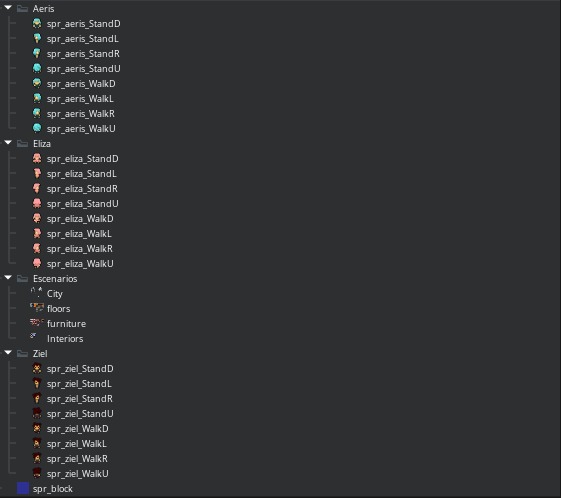 Aeris
spr_aeris_StandD
spr_aeris_StandL
spr_aeris_StandR
spr_aeris_StandU
spr_aeris_WalkD
spr_aeris_WalkL
spr_aeris_WalkR
spr_aeris_WalkU
Eliza
spr_eliza_StandD
spr_eliza_StandL
spr_eliza_StandR
spr_eliza_StandU
spr_eliza_WalkD
spr_eliza_WalkL
spr_eliza_WalkR
spr_eliza_WalkU
Escenarios
City
floors
furniture
Interiors
Ziel
spr_ziel_StandD
spr_ziel_StandL
spr_ziel_StandR
spr_ziel_StandU
spr_ziel_WalkD
spr_ziel_WalkL
spr_ziel_WalkR
spr_ziel_WalkU
spr_block